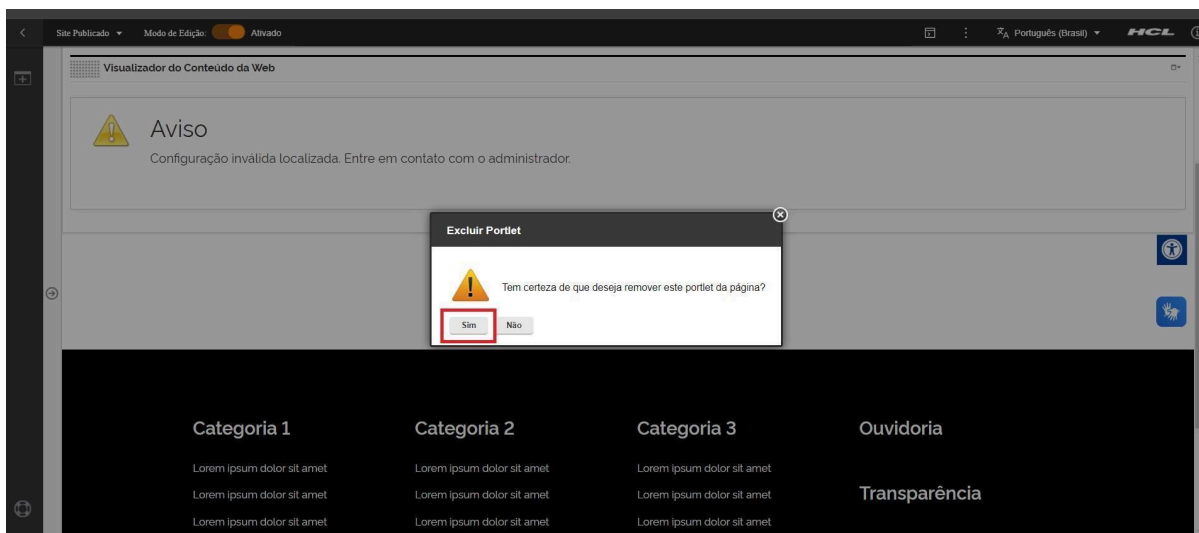 Site Publicado
Modo de Edição:
Ativado
Português (Brasil)
HCL
Visualizador do Conteúdo da Web
Aviso
Configuração inválida localizada. Entre em contato com o administrador.
Excluir Portlet
Tem certeza de que deseja remover este portlet da página?
Sim
Não
Categoria 1
Lorem ipsum dolor sit amet
Lorem ipsum dolor sit amet
Lorem ipsum dolor sit amet
Categoria 2
Lorem ipsum dolor sit amet
Lorem ipsum dolor sit amet
Lorem ipsum dolor sit amet
Categoria 3
Lorem ipsum dolor sit amet
Lorem ipsum dolor sit amet
Lorem ipsum dolor sit amet
Ouvidoria
Transparência